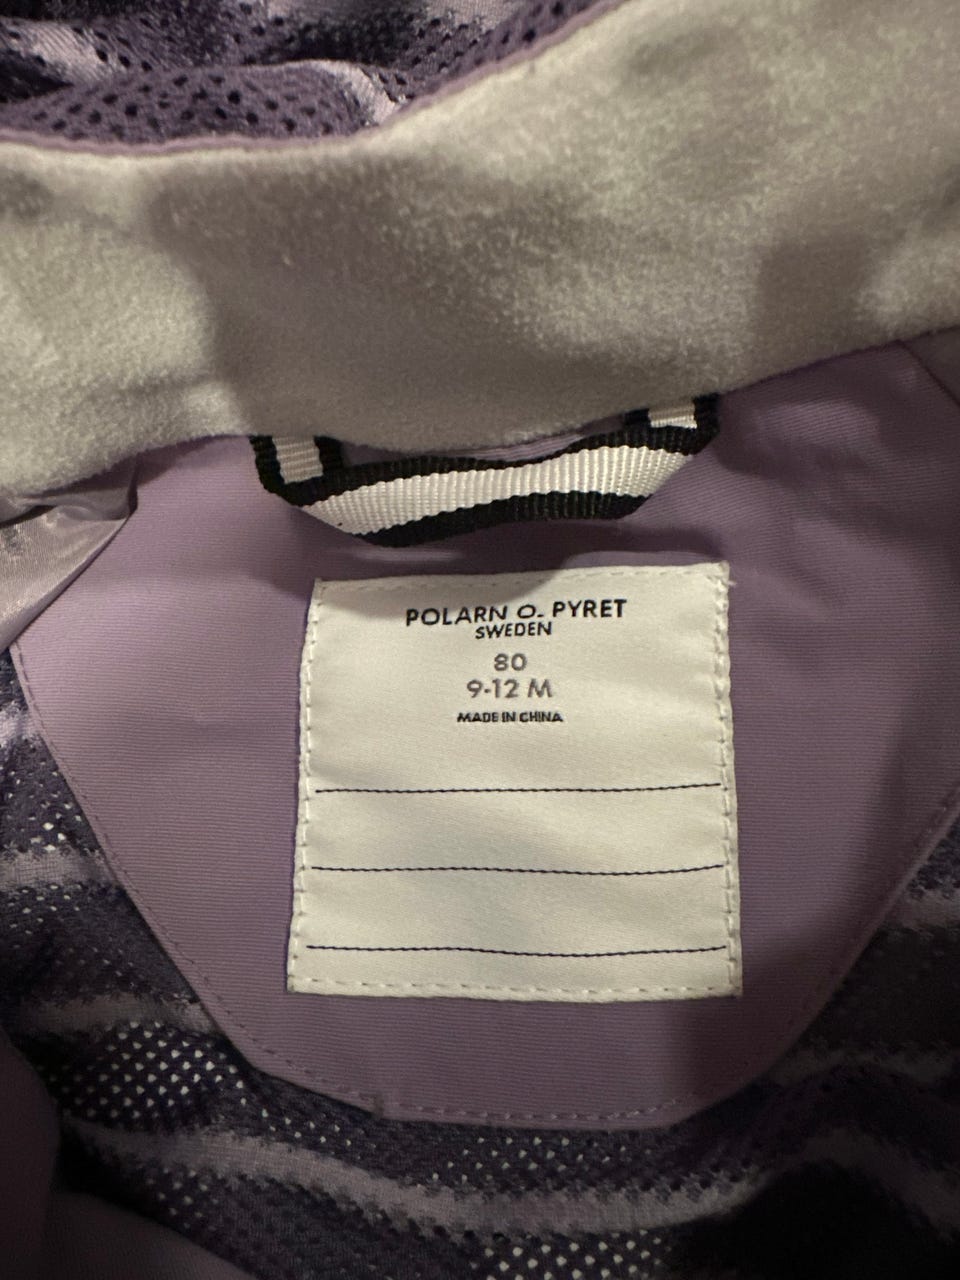 POLARN O. PYRET
SWEDEN
80
9-12 M
MADE IN CHINA